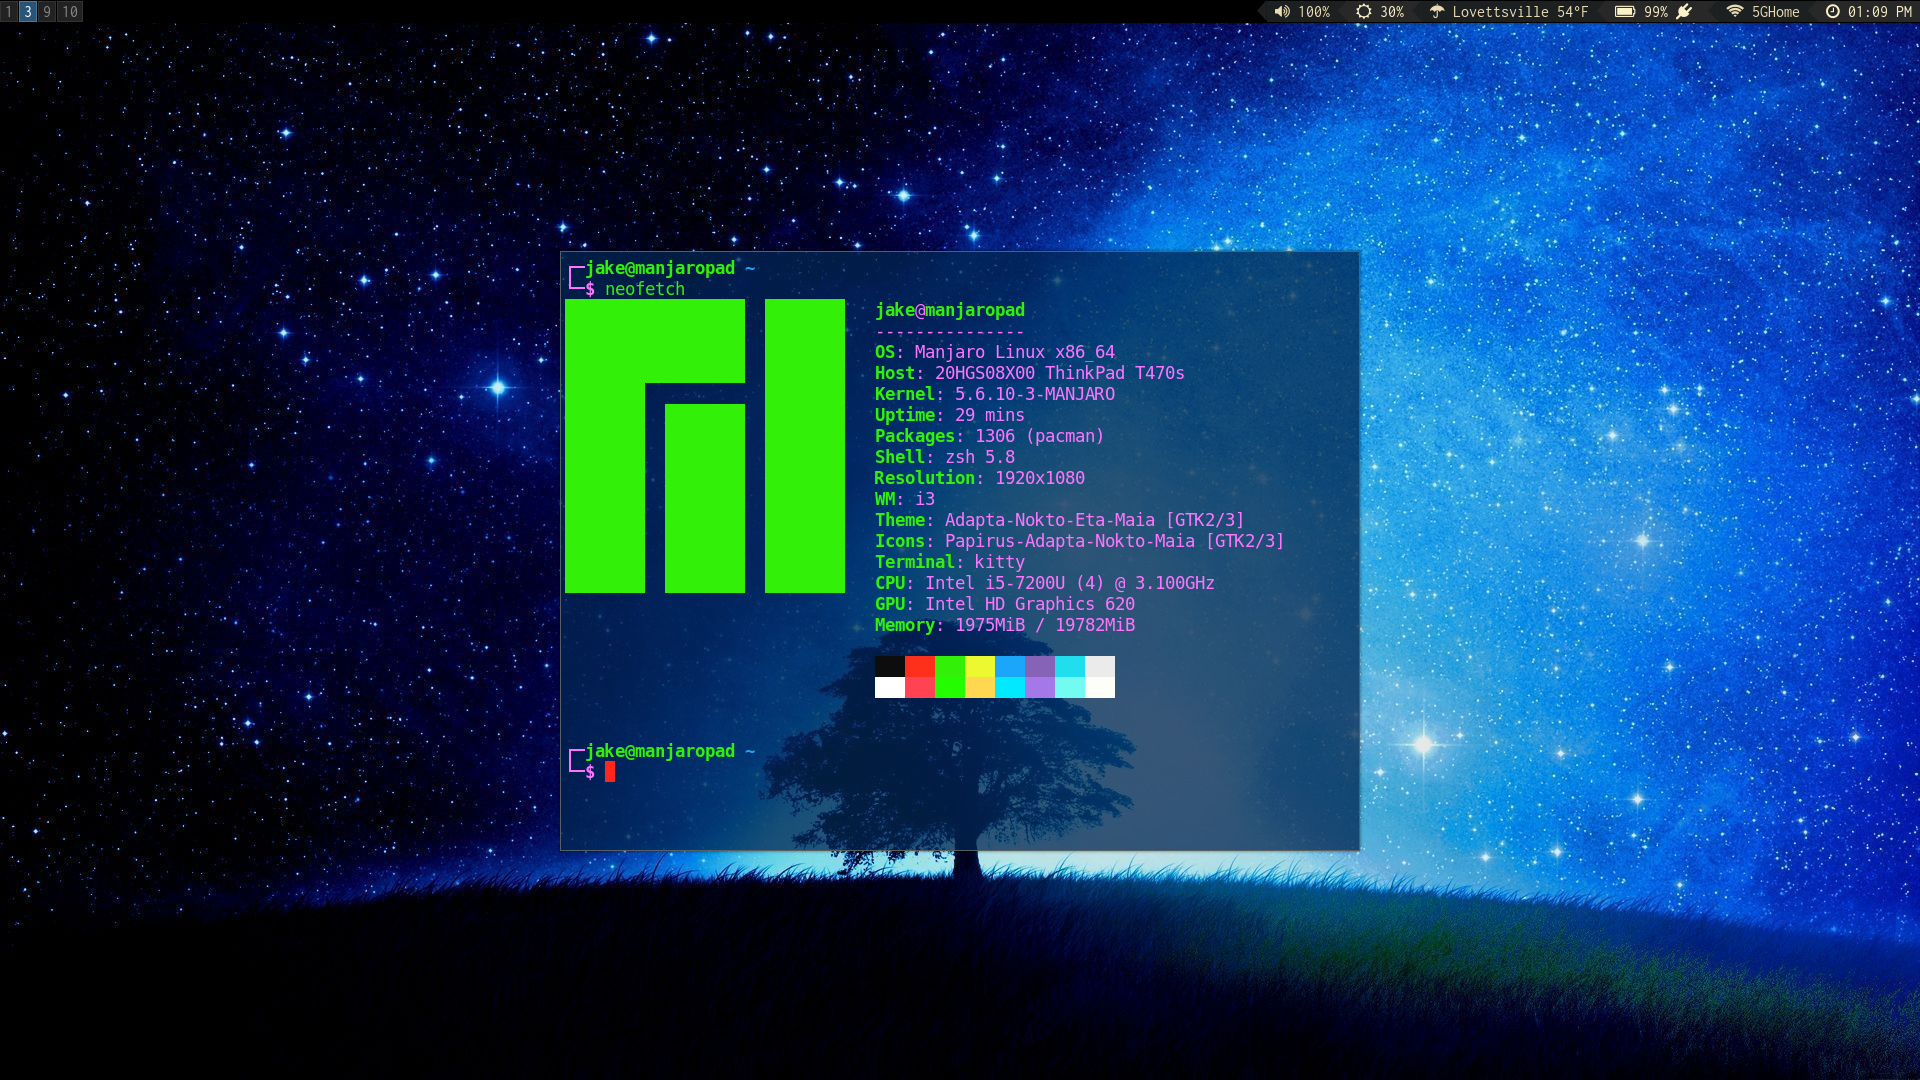 1 3 9 10 100% 30% Lovettsville 54°F 99% 5GHome 01:09 PM
jake@manjaropad ~
$ neofetch
jake@manjaropad
---------------
OS: Manjaro Linux x86_64
Host: 20HGS08X00 ThinkPad T470s
Kernel: 5.6.10-3-MANJARO
Uptime: 29 mins
Packages: 1306 (pacman)
Shell: zsh 5.8
Resolution: 1920x1080
WM: i3
Theme: Adapta-Nokto-Eta-Maia [GTK2/3]
Icons: Papirus-Adapta-Nokto-Maia [GTK2/3]
Terminal: kitty
CPU: Intel i5-7200U (4) @ 3.100GHz
GPU: Intel HD Graphics 620
Memory: 1975MiB / 19782MiB
jake@manjaropad ~
$